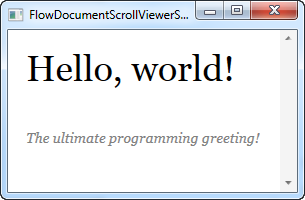 FlowDocumentScrollViewerS...
Hello, world!
The ultimate programming greeting!